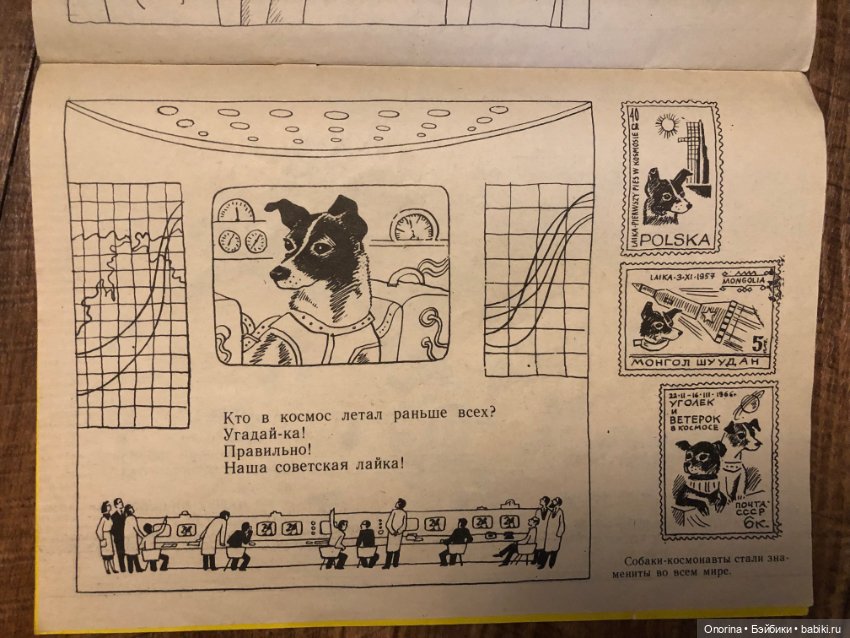 Кто в космос летал раньше всех?
Угадай-ка!
Правильно!
Наша советская лайка!
40
GR
LAIKA-PIERWSZY PIES W KOSMOSIE
POLSKA
LAIKA-3-XI-1957
MONGOLIA
5
МОНГОЛ ШУУДАН
22-II-16-III-1966г.
УГОЛЕК
И
ВЕТЕРОК
В КОСМОСЕ
ПОЧТА
СССР
6к.
Собаки-космонавты стали зна-
мениты во всем мире.
Onorina • Бэйбики • babiki.ru